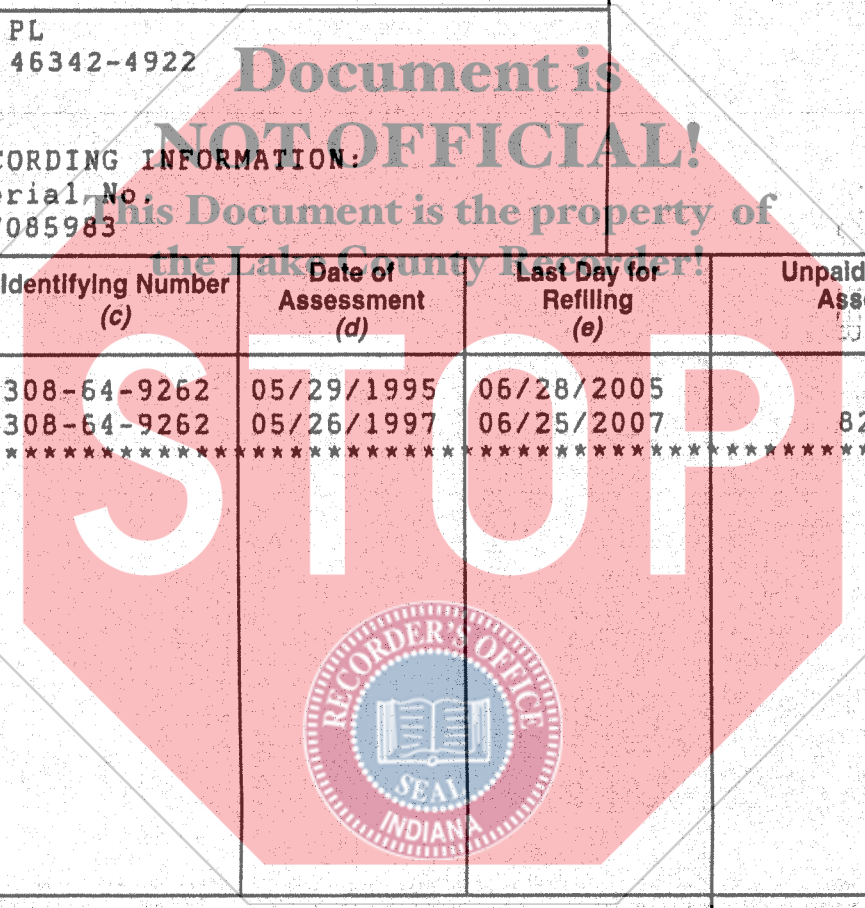 PL
46342-4922
Document is
NOT OFFICIAL!
CORDING INFORMATION:
erial No.
This Document is the property of
7085983
the Lake County Recorder!
Identifying Number
(c)
Date of
Assessment
(d)
Last Day for
Refiling
(e)
Unpaid
Ass
308-64-9262 05/29/1995 06/28/2005
308-64-9262 05/26/1997 06/25/2007 82
STOP
RECORDER'S OFFICE
SEAL
INDIANA